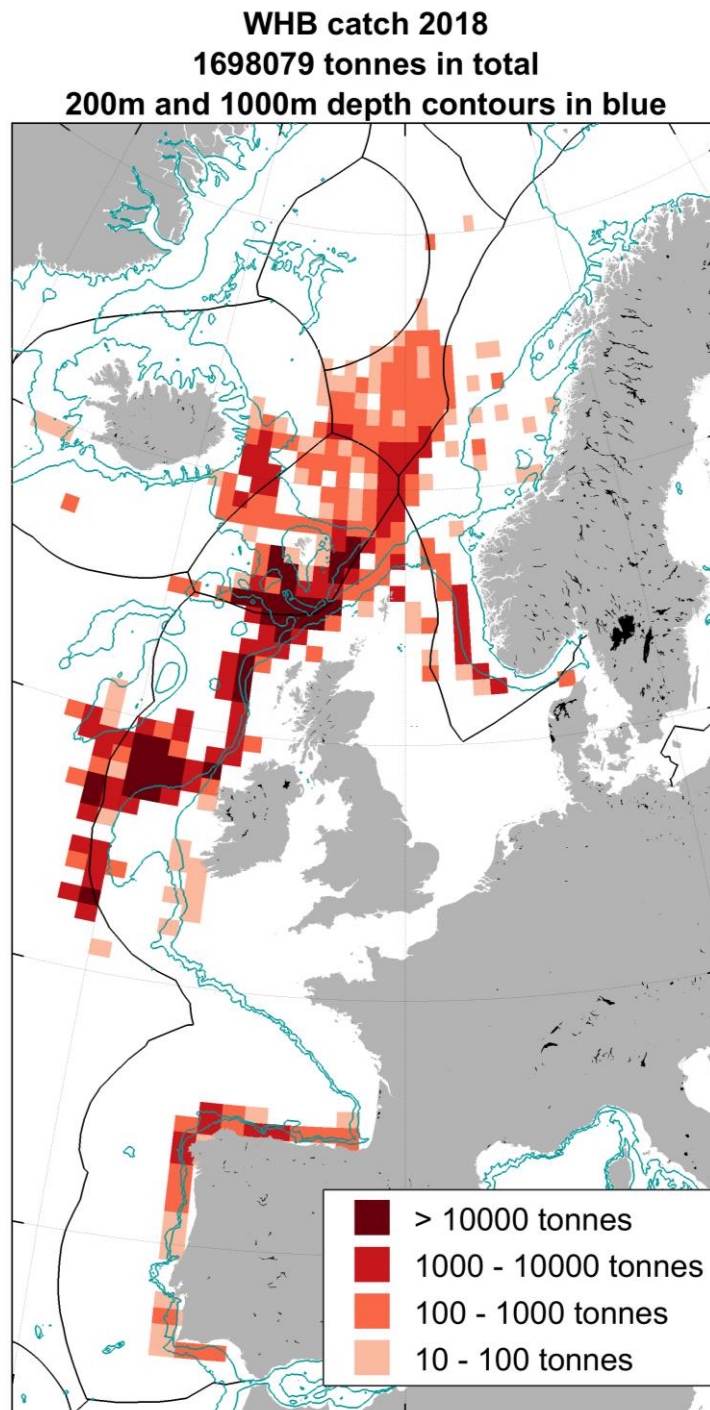 WHB catch 2018
1698079 tonnes in total
200m and 1000m depth contours in blue
> 10000 tonnes
1000 - 10000 tonnes
100 - 1000 tonnes
10 - 100 tonnes